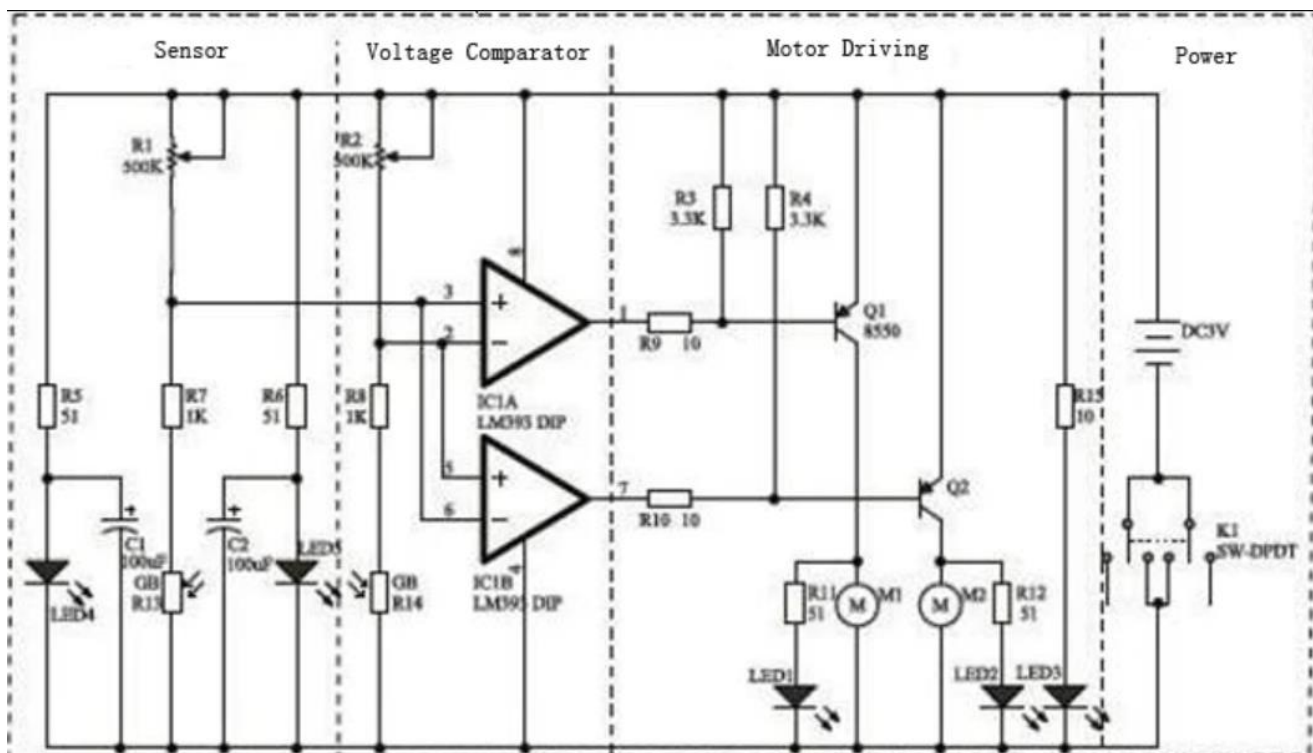 Sensor
Voltage Comparator
Motor Driving
Power
R1
500K
R2
500K
R3
3.3K
R4
3.3K
8
3
+
2
-
1
R9 10
Q1
8550
DC3V
R5
51
R7
1K
R6
51
R8
1K
IC1A
LM393 DIP
R15
10
5
+
6
-
7
R10 10
Q2
+
C1
100uF
+
C2
100uF
LED5
LED4
GB
R13
GB
R14
4
IC1B
LM393 DIP
K1
SW-DPDT
R11
51
M
M1
M
M2
R12
51
LED1
LED2
LED3